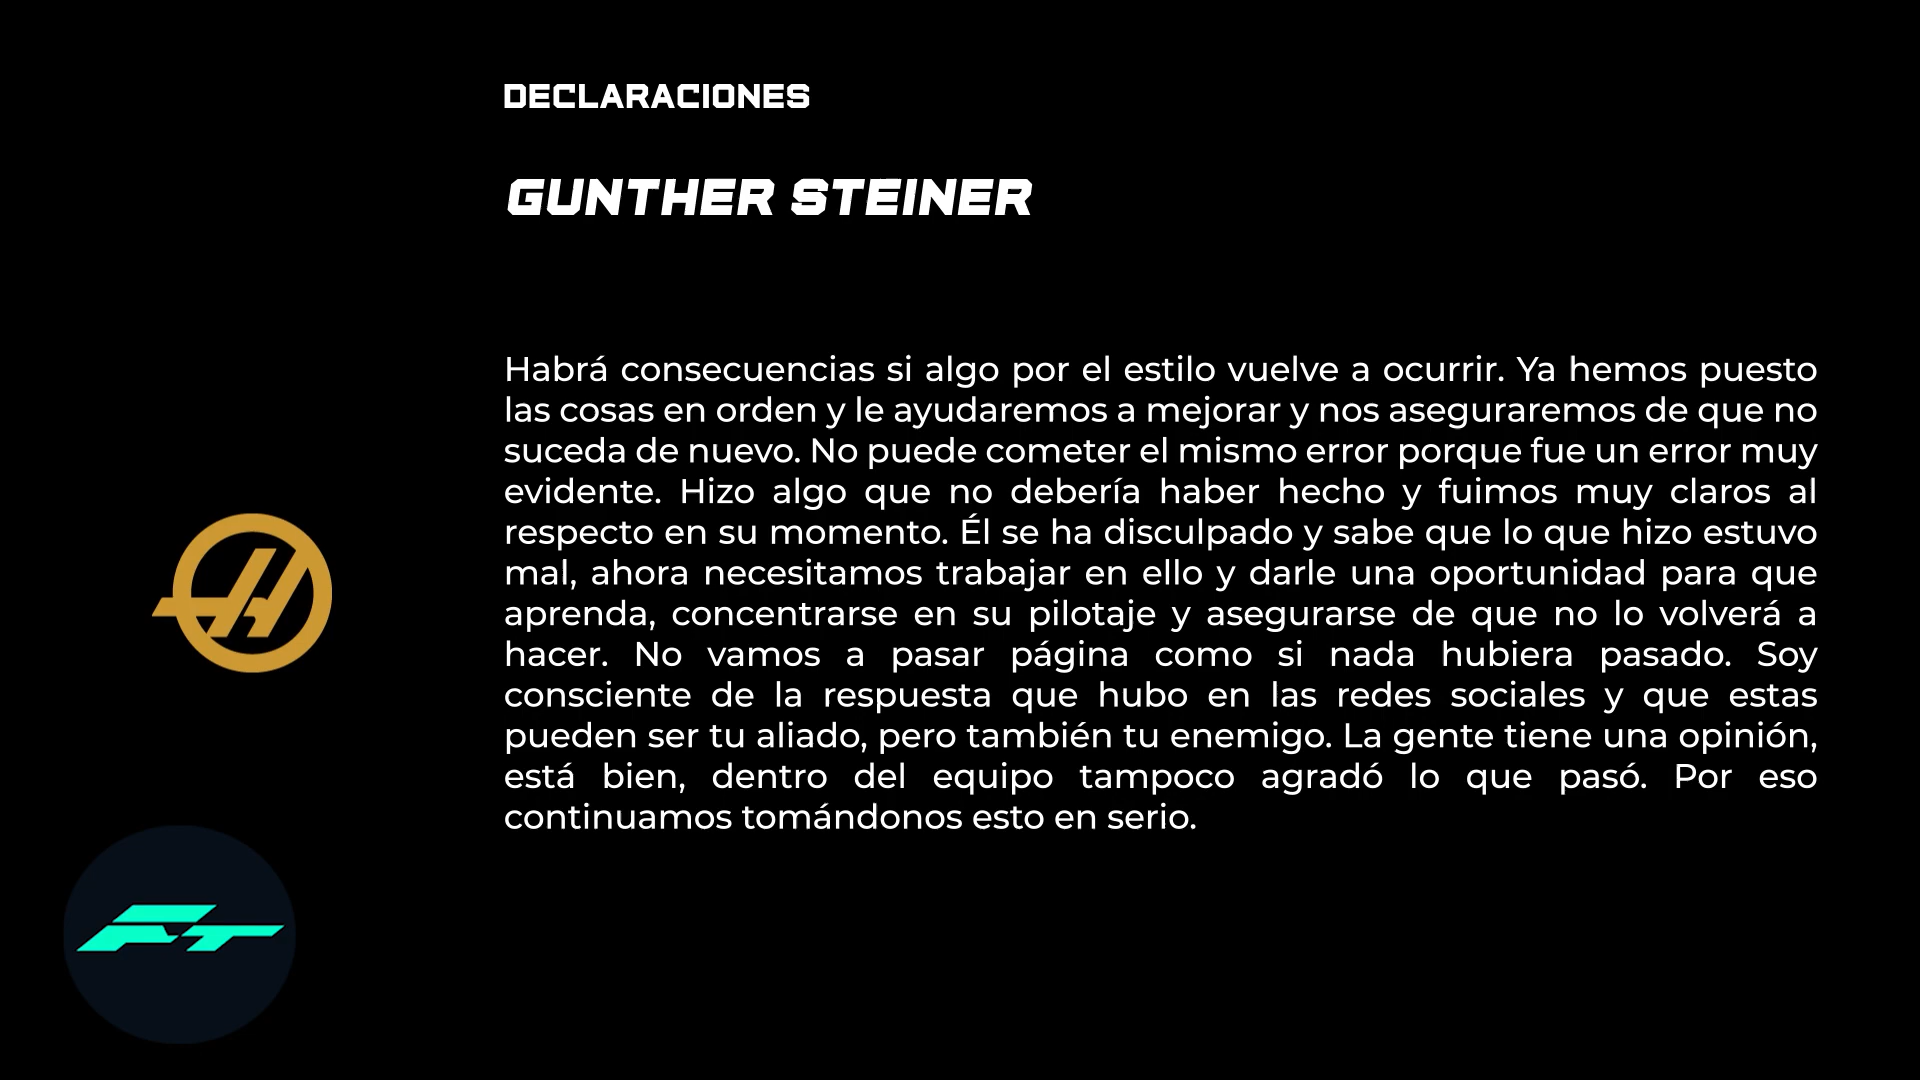 DECLARACIONES
GUNTHER STEINER
Habrá consecuencias si algo por el estilo vuelve a ocurrir. Ya hemos puesto
las cosas en orden y le ayudaremos a mejorar y nos aseguraremos de que no
suceda de nuevo. No puede cometer el mismo error porque fue un error muy
evidente. Hizo algo que no debería haber hecho y fuimos muy claros al
respecto en su momento. Él se ha disculpado y sabe que lo que hizo estuvo
mal, ahora necesitamos trabajar en ello y darle una oportunidad para que
aprenda, concentrarse en su pilotaje y asegurarse de que no lo volverá a
hacer. No vamos a pasar página como si nada hubiera pasado. Soy
consciente de la respuesta que hubo en las redes sociales y que estas
pueden ser tu aliado, pero también tu enemigo. La gente tiene una opinión,
está bien, dentro del equipo tampoco agradó lo que pasó. Por eso
continuamos tomándonos esto en serio.
H
FT